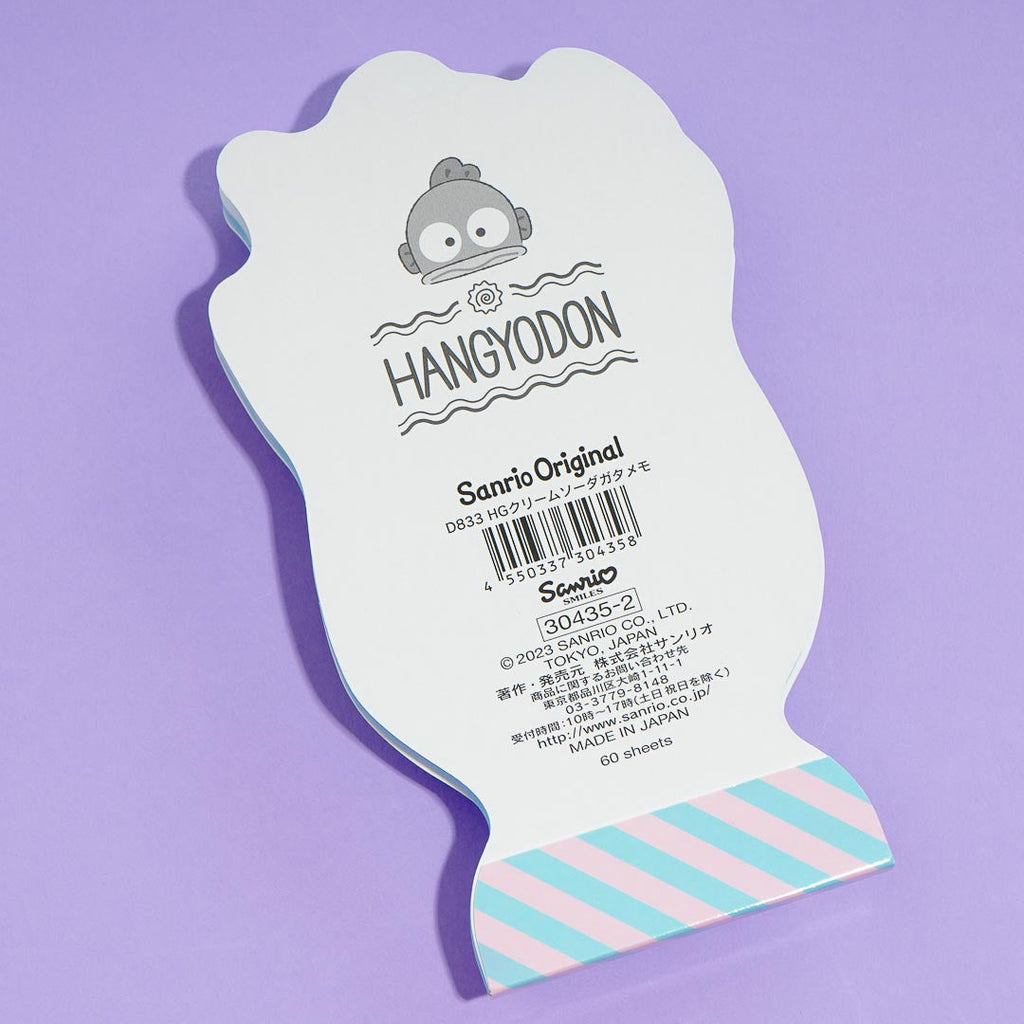 HANGYODON
Sanrio Original
D833 HGクリームソーダガタメモ
4 550337 304358
Sanrio
SMILES
30435-2
© 2023 SANRIO CO., LTD.
TOKYO, JAPAN
著作・発売元 株式会社サンリオ
商品に関するお問い合わせ先
東京都品川区大崎1-11-1
03-3779-8148
受付時間:10時〜17時(土日 祝日を除く)
http://www.sanrio.co.jp/
MADE IN JAPAN
60 sheets